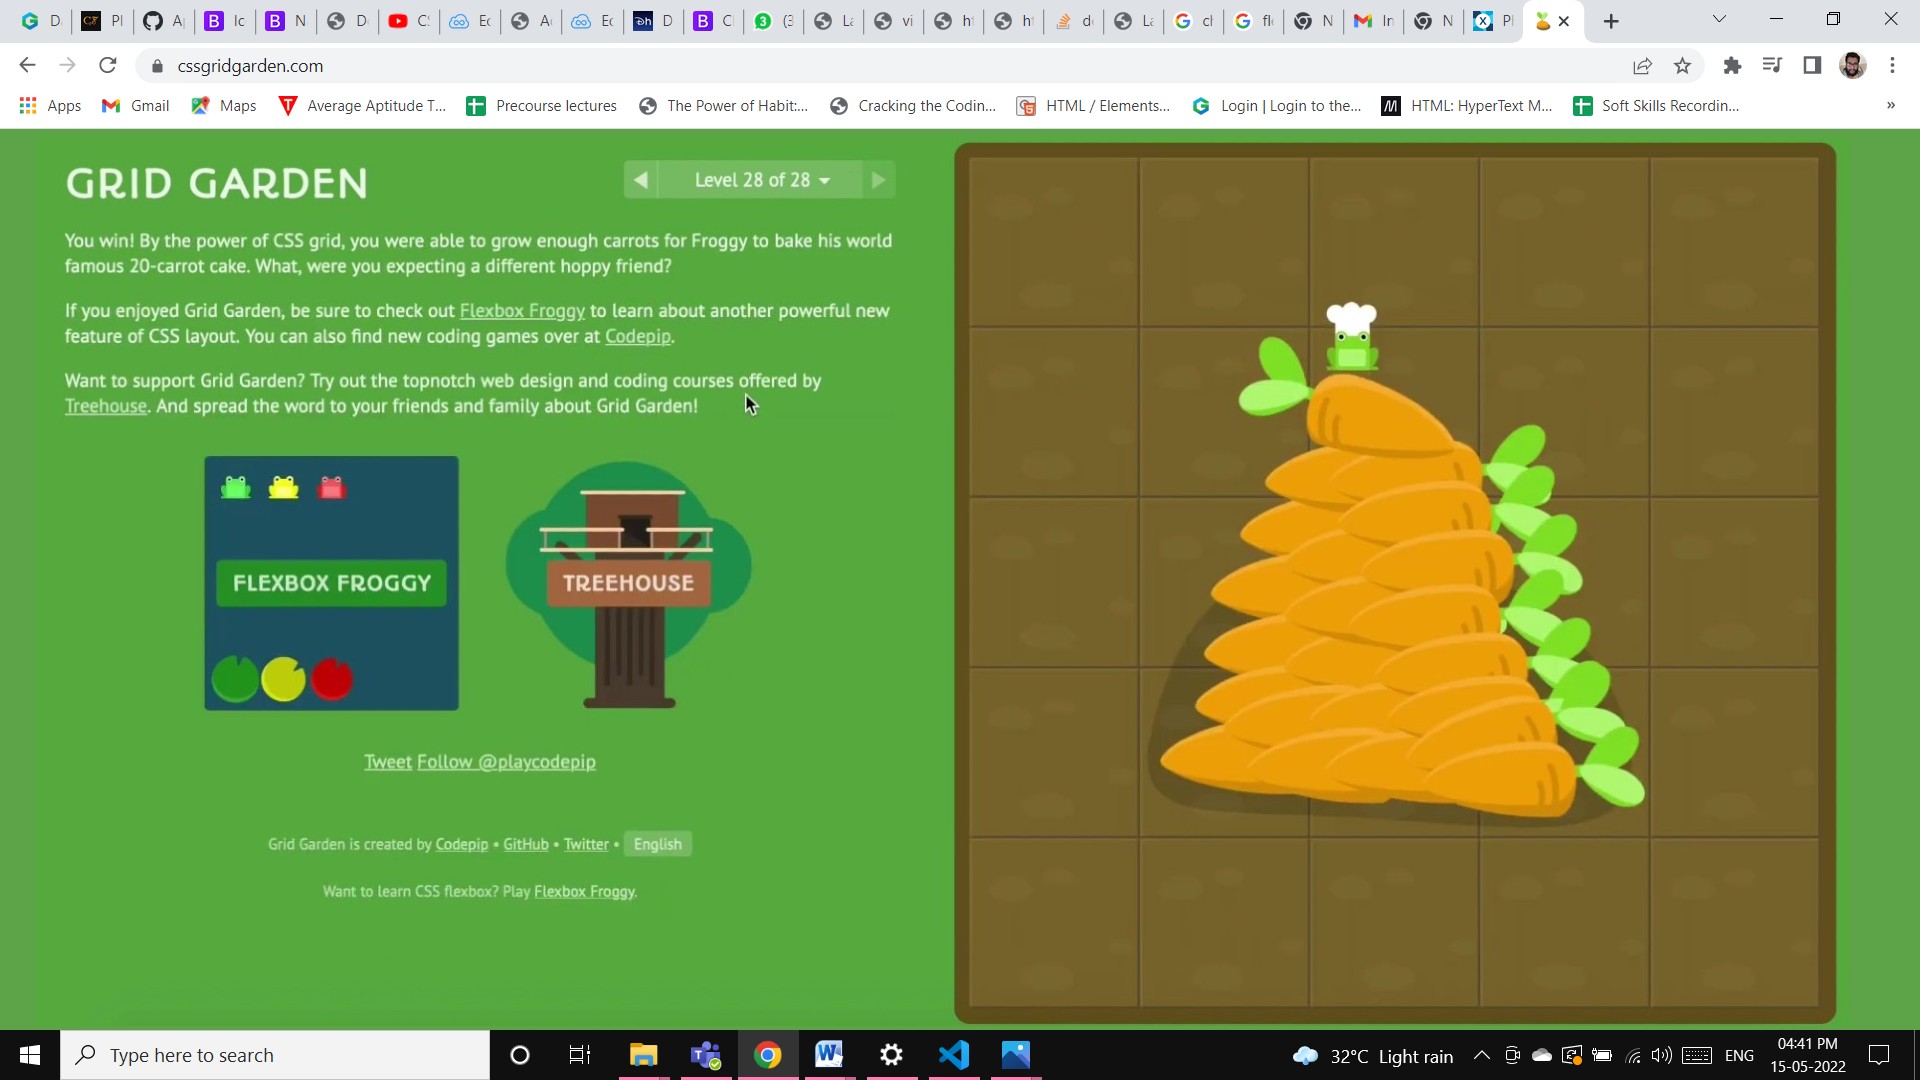 D
Pl
A
Ic
N
D
C
Ec
A
Ec
D
C
(3
La
vi
h
h
d
La
cl
fl
N
In
N
Pl
cssgridgarden.com
Apps
Gmail
Maps
Average Aptitude T...
Precourse lectures
The Power of Habit:...
Cracking the Codin...
HTML / Elements...
Login | Login to the...
HTML: HyperText M...
Soft Skills Recordin...
»
GRID GARDEN
Level 28 of 28
You win! By the power of CSS grid, you were able to grow enough carrots for Froggy to bake his world
famous 20-carrot cake. What, were you expecting a different hoppy friend?
If you enjoyed Grid Garden, be sure to check out Flexbox Froggy to learn about another powerful new
feature of CSS layout. You can also find new coding games over at Codepip.
Want to support Grid Garden? Try out the topnotch web design and coding courses offered by
Treehouse. And spread the word to your friends and family about Grid Garden!
FLEXBOX FROGGY
TREEHOUSE
Tweet Follow @playcodepip
Grid Garden is created by Codepip • GitHub • Twitter • English
Want to learn CSS flexbox? Play Flexbox Froggy.
Type here to search
32°C Light rain
ENG
04:41 PM
15-05-2022